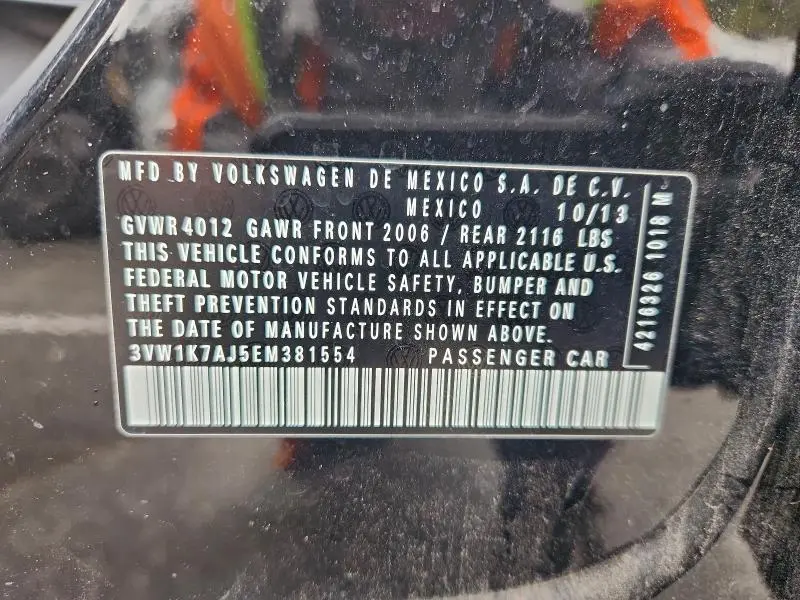 MFD BY VOLKSWAGEN DE MEXICO S.A. DE C.V.
MEXICO 10/13
GVWR 4012 GAWR FRONT 2006 / REAR 2116 LBS
THIS VEHICLE CONFORMS TO ALL APPLICABLE U.S.
FEDERAL MOTOR VEHICLE SAFETY, BUMPER AND
THEFT PREVENTION STANDARDS IN EFFECT ON
THE DATE OF MANUFACTURE SHOWN ABOVE.
3VW1K7AJ5EM381554 PASSENGER CAR
4216326 1018 M